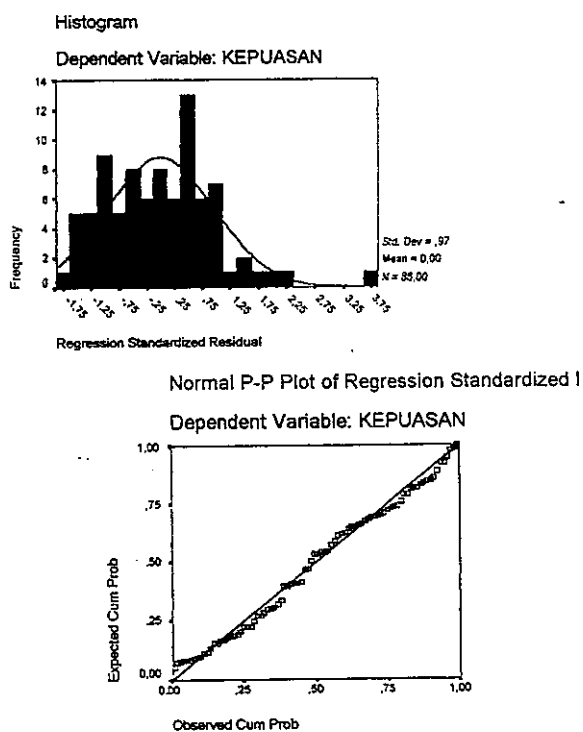 Histogram
Dependent Variable: KEPUASAN
14
12
10
8
6
4
2
0
Frequency
Std. Dev = ,97
Mean = 0,00
N = 85,00
-1,75 -1,25 -,75 -,25 ,25 ,75 1,25 1,75 2,25 2,75 3,25 3,75
Regression Standardized Residual
Normal P-P Plot of Regression Standardized
Dependent Variable: KEPUASAN
1,00
,75
,50
,25
0,00
Expected Cum Prob
0,00 ,25 ,50 ,75 1,00
Observed Cum Prob